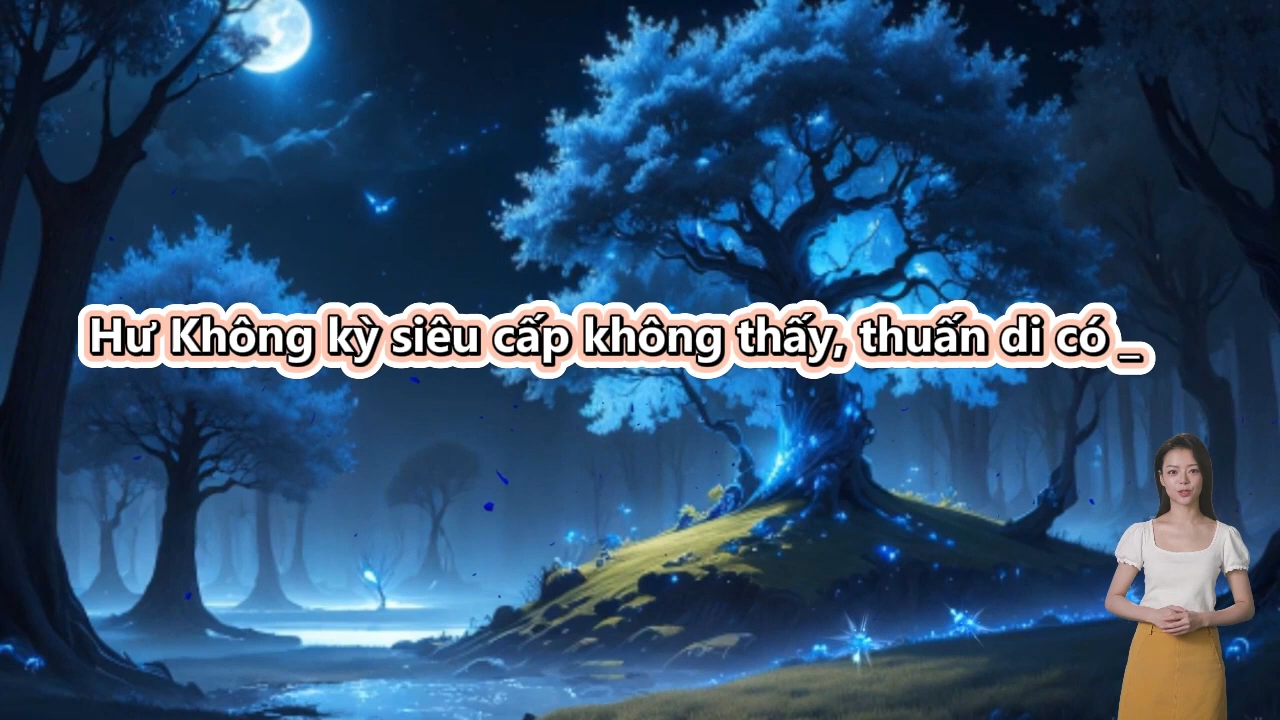 Hư Không kỳ siêu cấp không thấy, thuấn di có _